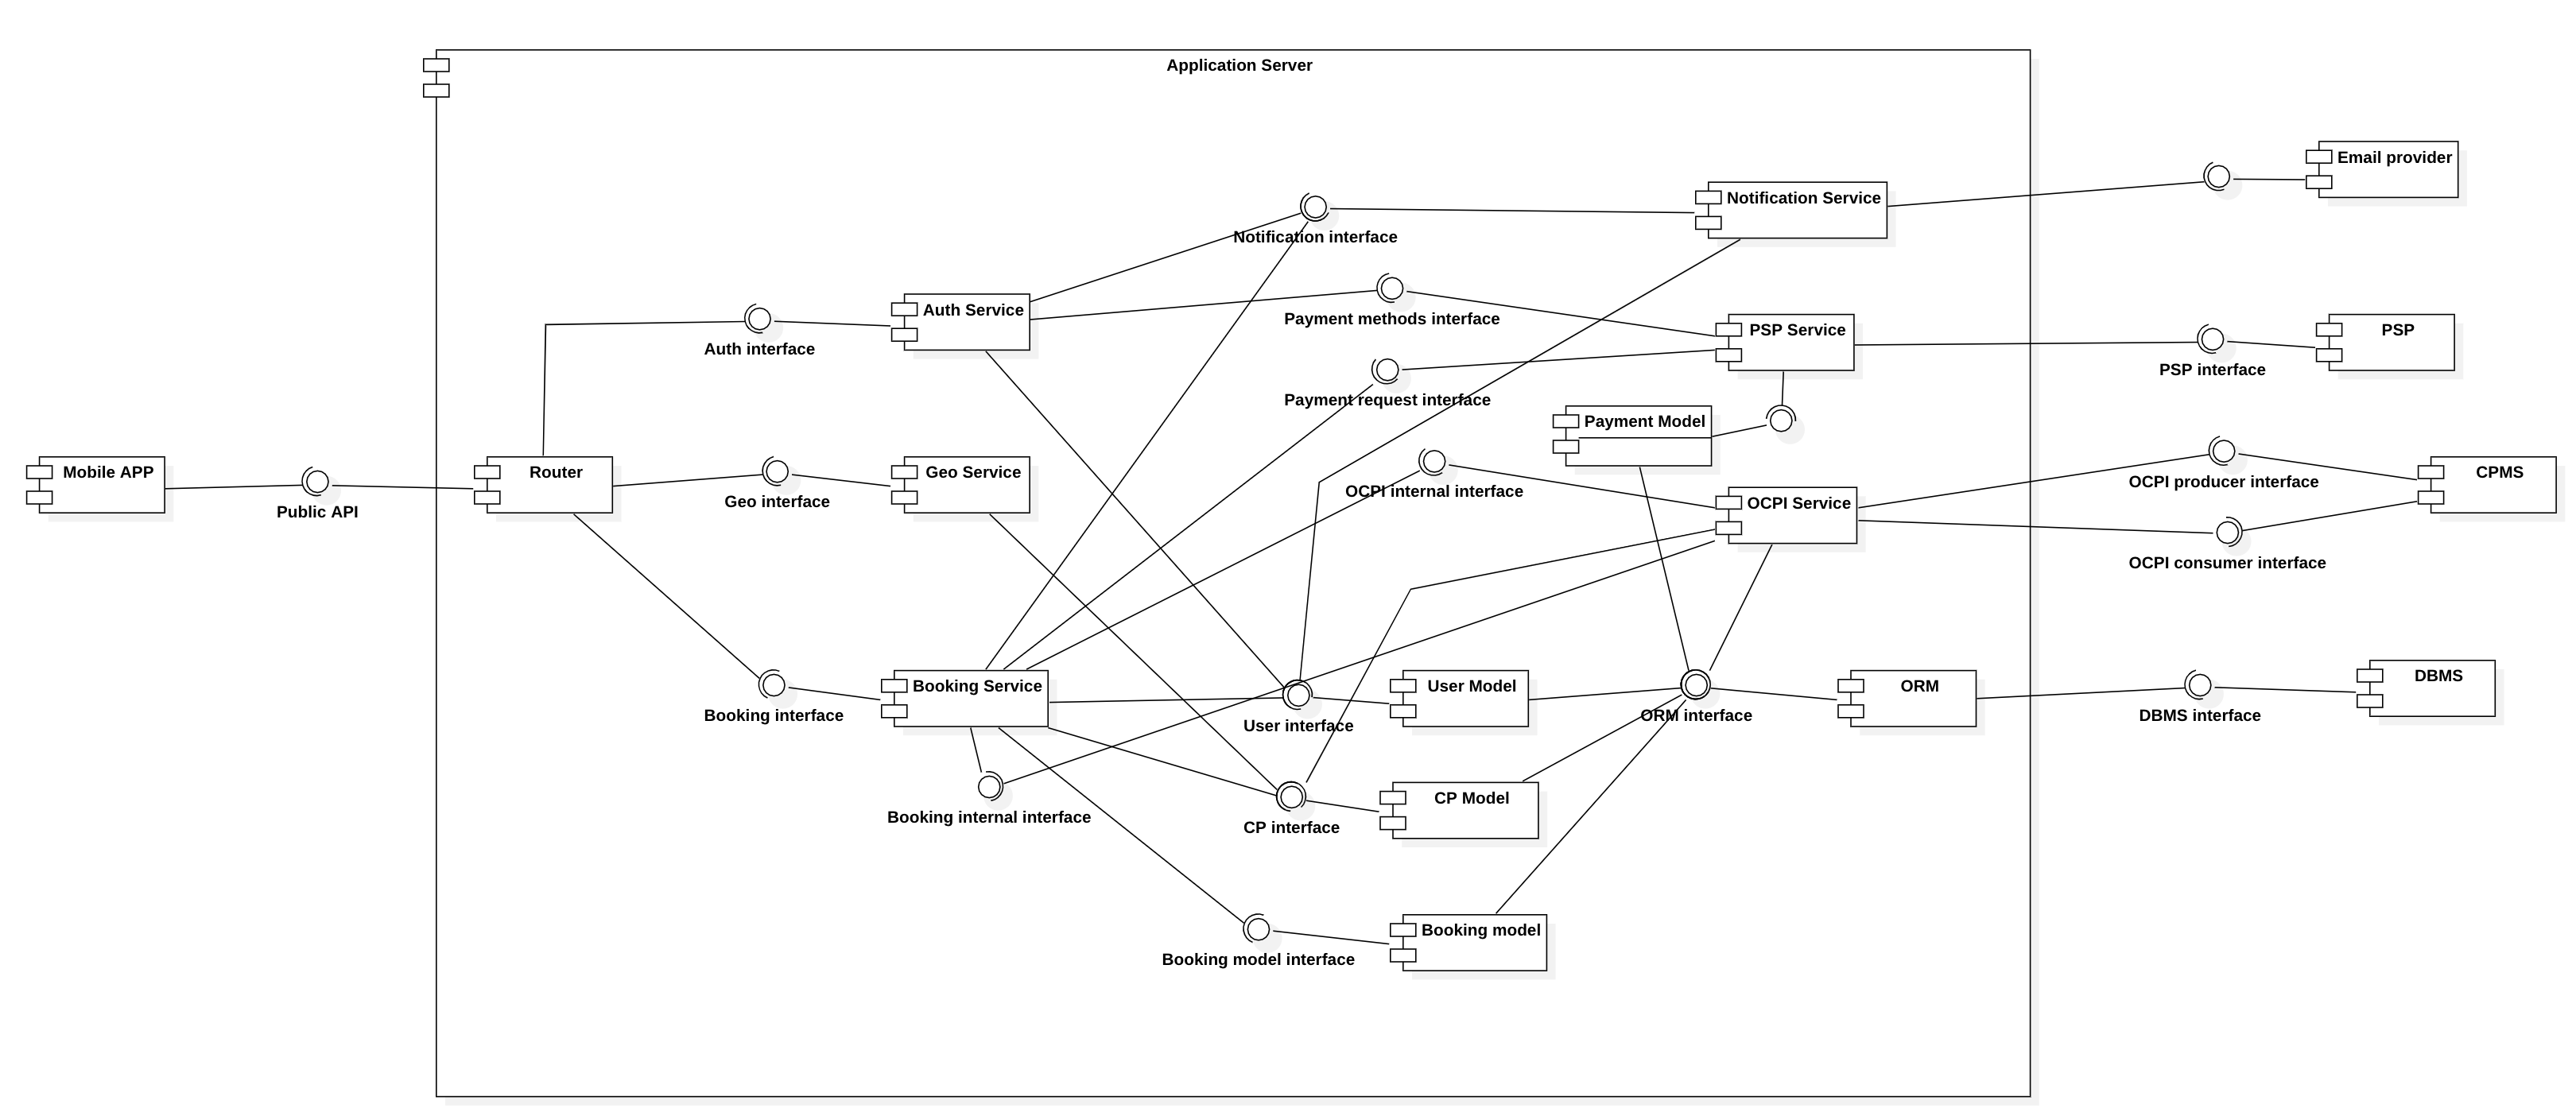 Application Server
Email provider
Notification Service
Notification interface
Auth Service
Payment methods interface
PSP Service
PSP
Auth interface
PSP interface
Payment request interface
Payment Model
Mobile APP
Router
Geo Service
CPMS
OCPI producer interface
OCPI internal interface
Geo interface
OCPI Service
Public API
OCPI consumer interface
DBMS
Booking Service
User Model
ORM
Booking interface
User interface
ORM interface
DBMS interface
CP Model
Booking internal interface
CP interface
Booking model
Booking model interface